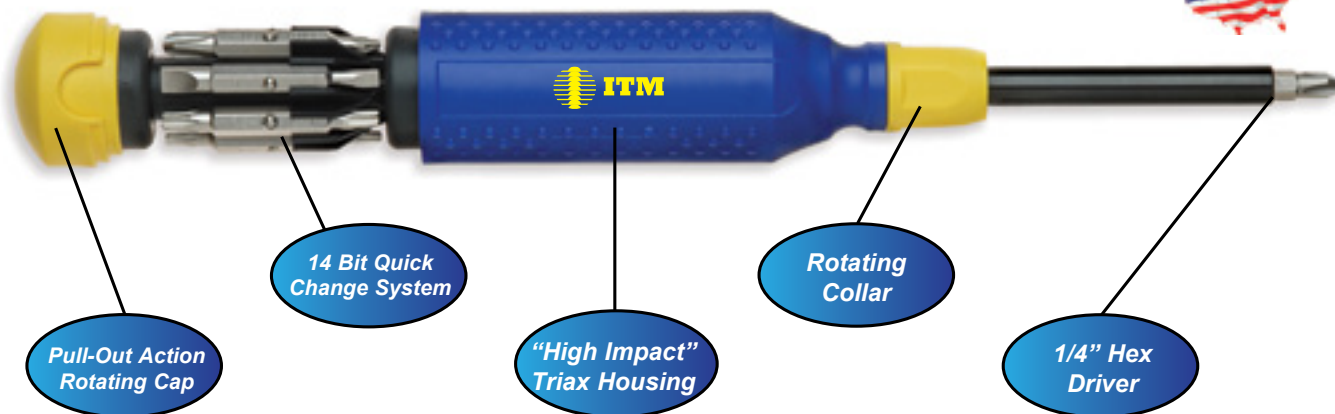 ITM
14 Bit Quick
Change System
Rotating
Collar
Pull-Out Action
Rotating Cap
“High Impact”
Triax Housing
1/4” Hex
Driver